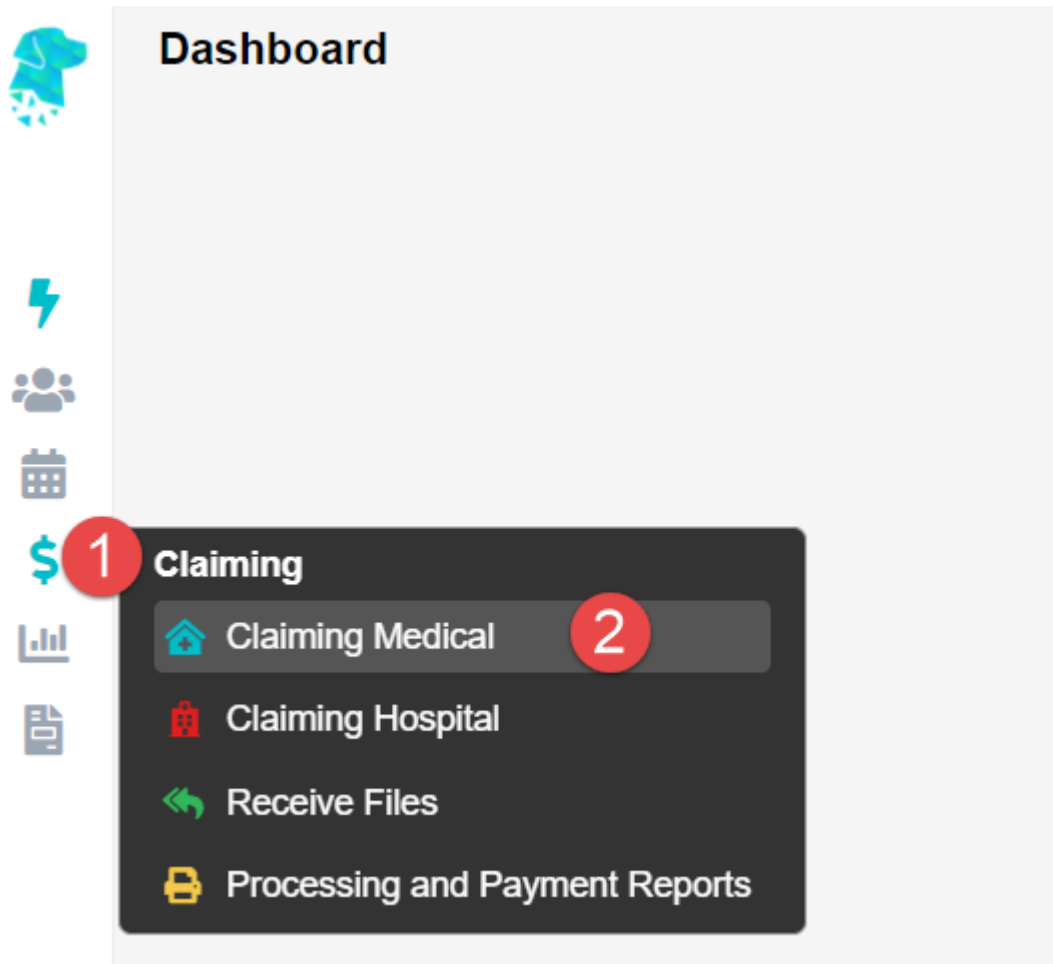 Dashboard
1
Claiming
Claiming Medical
2
Claiming Hospital
Receive Files
Processing and Payment Reports